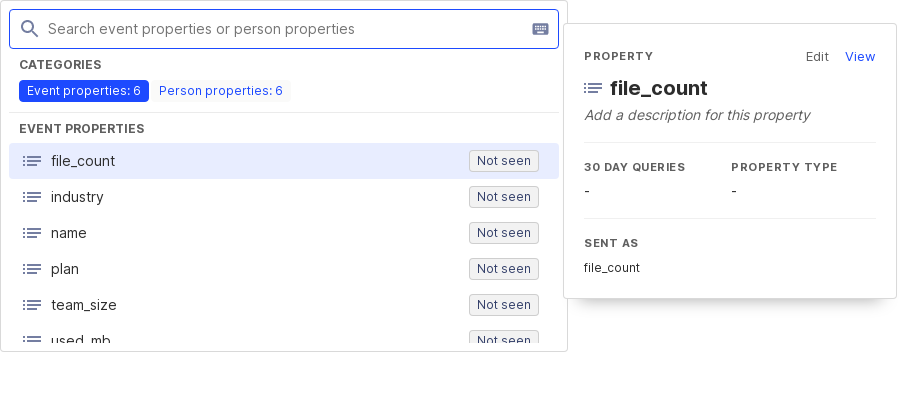 Search event properties or person properties
CATEGORIES
Event properties: 6 Person properties: 6
EVENT PROPERTIES
file_count Not seen
industry Not seen
name Not seen
plan Not seen
team_size Not seen
used_mb Not seen
PROPERTY Edit View
file_count
Add a description for this property
30 DAY QUERIES PROPERTY TYPE
- -
SENT AS
file_count